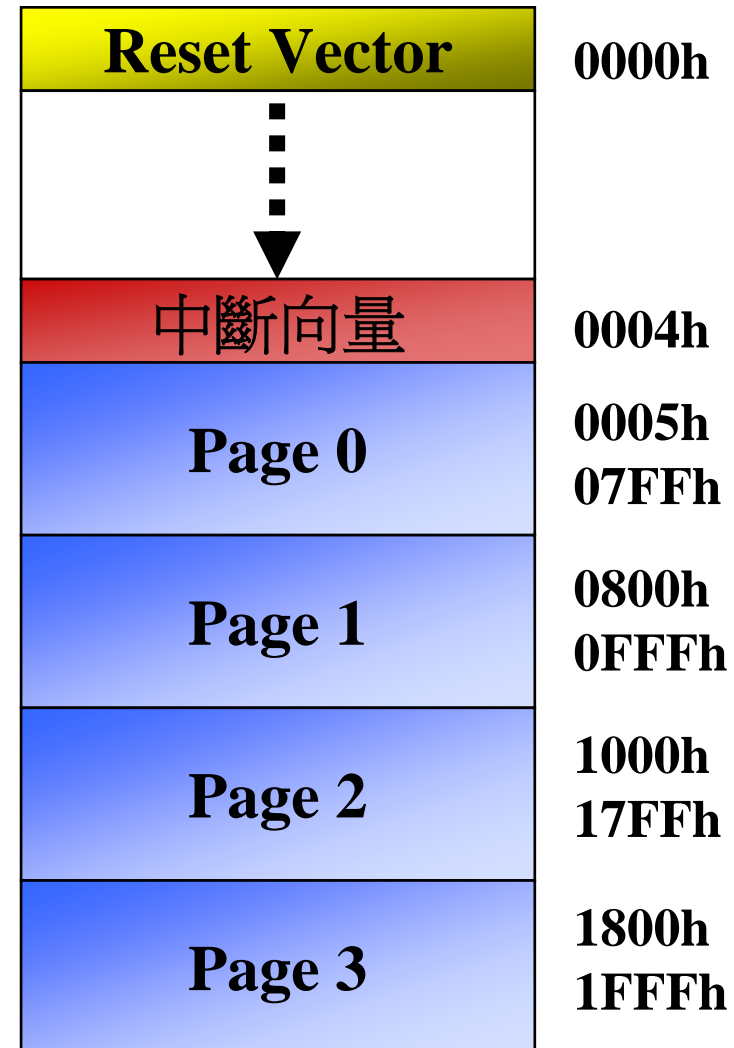 Reset Vector
0000h
中斷向量
0004h
Page 0
0005h
07FFh
Page 1
0800h
0FFFh
Page 2
1000h
17FFh
Page 3
1800h
1FFFh